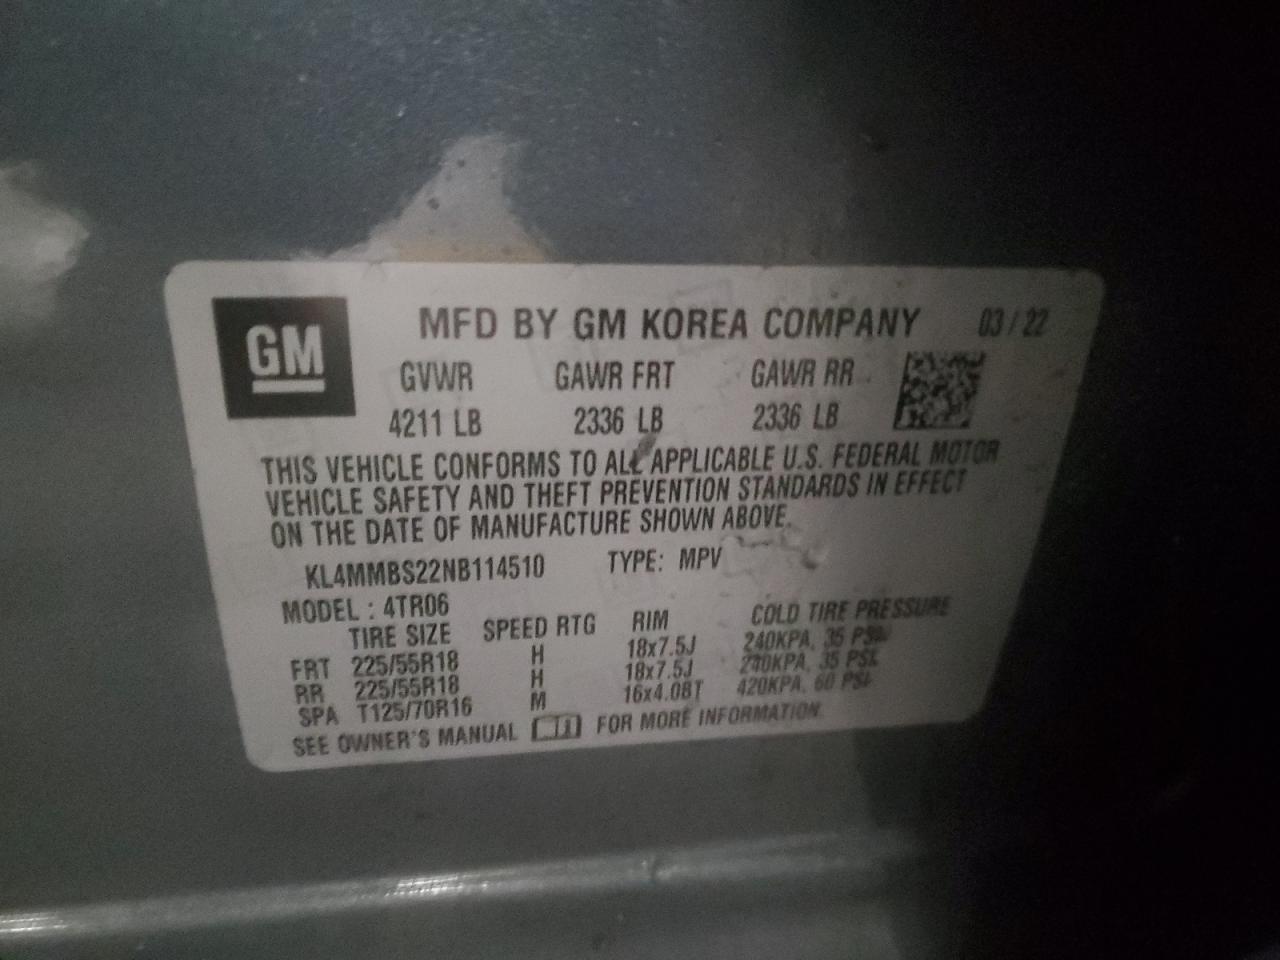 GM
MFD BY GM KOREA COMPANY 03 / 22
GVWR GAWR FRT GAWR RR
4211 LB 2336 LB 2336 LB
THIS VEHICLE CONFORMS TO ALL APPLICABLE U.S. FEDERAL MOTOR
VEHICLE SAFETY AND THEFT PREVENTION STANDARDS IN EFFECT
ON THE DATE OF MANUFACTURE SHOWN ABOVE.
KL4MMBS22NB114510 TYPE: MPV
MODEL : 4TR06
TIRE SIZE SPEED RTG RIM COLD TIRE PRESSURE
FRT 225/55R18 H 18x7.5J 240KPA, 35 PSI
RR 225/55R18 H 18x7.5J 240KPA, 35 PSI
SPA T125/70R16 M 16x4.0BT 420KPA, 60 PSI
SEE OWNER'S MANUAL FOR MORE INFORMATION.